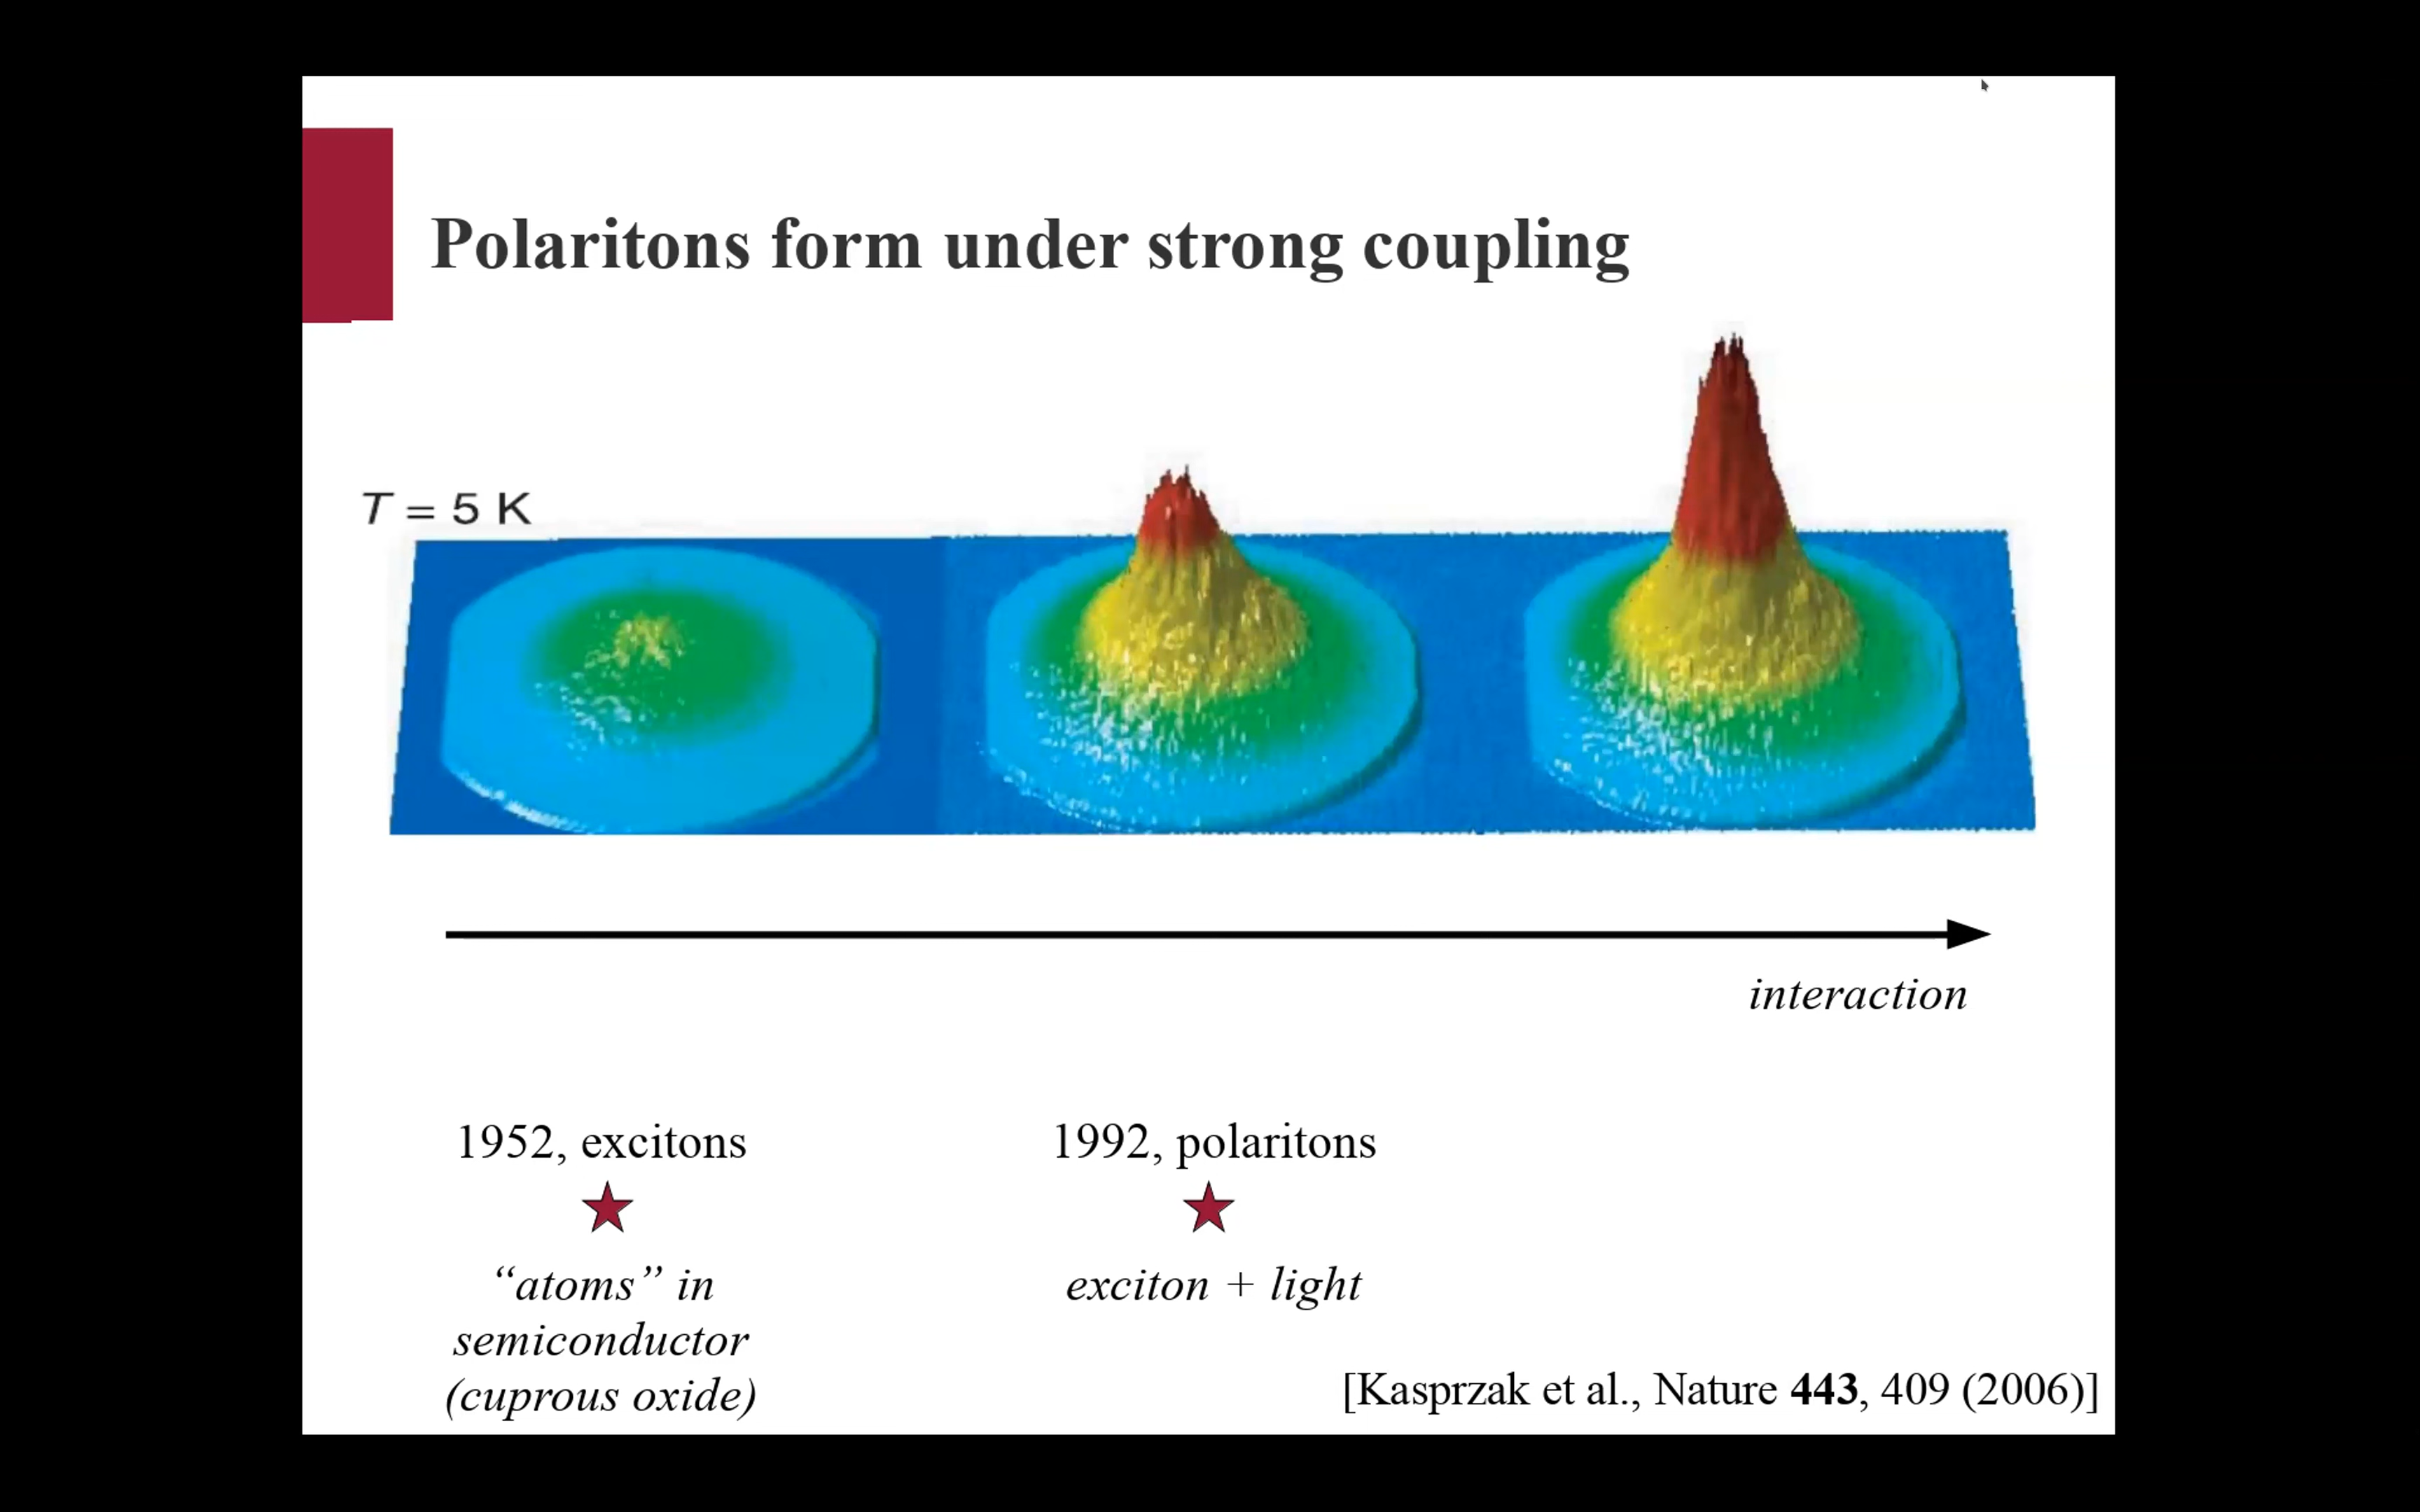 Polaritons form under strong coupling
T = 5 K
interaction
1952, excitons
1992, polaritons
“atoms” in
semiconductor
(cuprous oxide)
exciton + light
[Kasprzak et al., Nature 443, 409 (2006)]